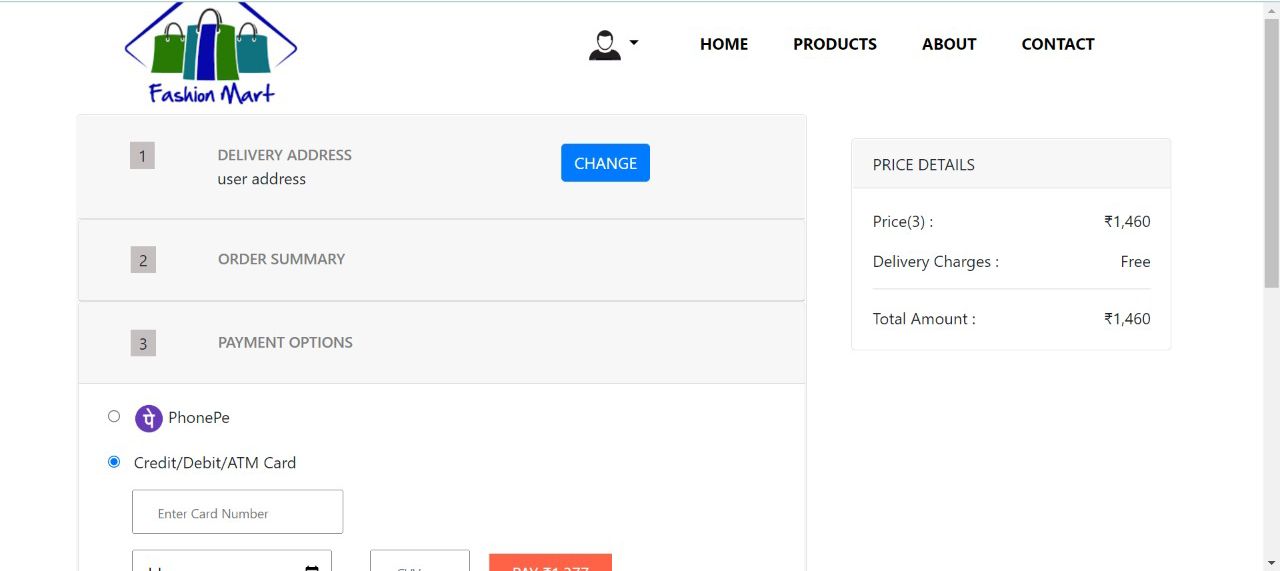 Fashion Mart
HOME PRODUCTS ABOUT CONTACT
1 DELIVERY ADDRESS CHANGE
user address
2 ORDER SUMMARY
3 PAYMENT OPTIONS
पे PhonePe
Credit/Debit/ATM Card
Enter Card Number
PRICE DETAILS
Price(3) : ₹1,460
Delivery Charges : Free
Total Amount : ₹1,460